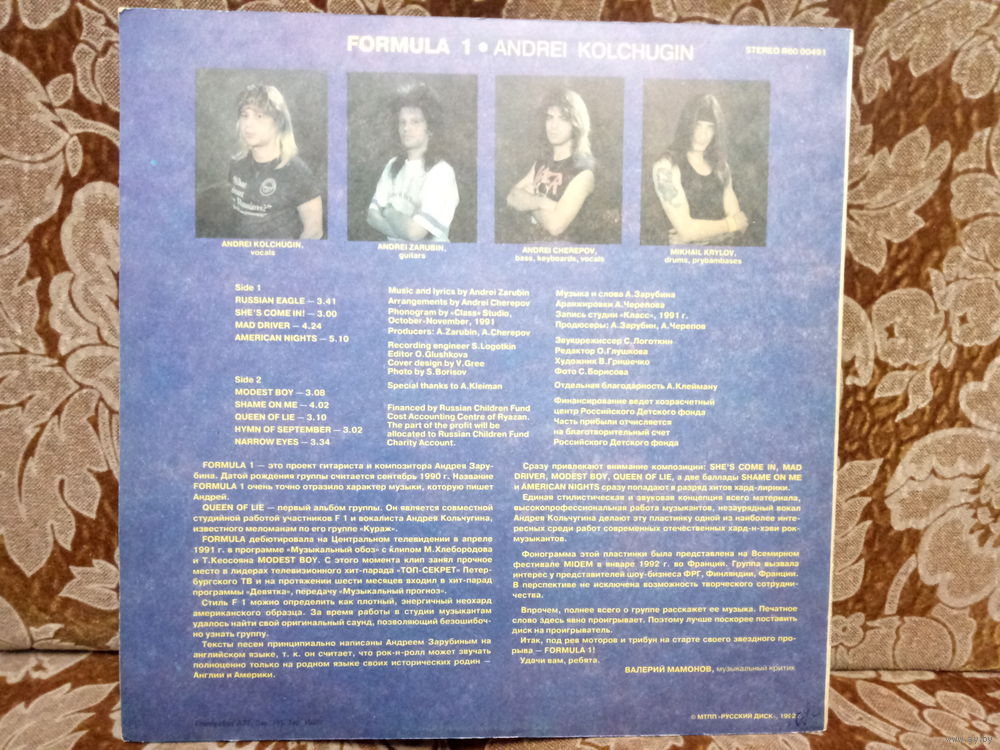 FORMULA 1 • ANDREI KOLCHUGIN
STEREO R60 00491
ANDREI KOLCHUGIN,
vocals
ANDREI ZARUBIN,
guitars
ANDREI CHEREPOV,
bass, keyboards, vocals
MIKHAIL KRYLOV,
drums, prybambases
Side 1
RUSSIAN EAGLE — 3.41
SHE'S COME IN! — 3.00
MAD DRIVER — 4.24
AMERICAN NIGHTS — 5.10
Side 2
MODEST BOY — 3.08
SHAME ON ME — 4.02
QUEEN OF LIE — 3.10
HYMN OF SEPTEMBER — 3.02
NARROW EYES — 3.34
Music and lyrics by Andrei Zarubin
Arrangements by Andrei Cherepov
Phonogram by «Class» Studio,
October-November, 1991
Producers: A.Zarubin, A.Cherepov
Recording engineer S.Logotkin
Editor O.Glushkova
Cover design by V.Gree
Photo by S.Borisov
Special thanks to A.Kleiman
Financed by Russian Children Fund
Cost Accounting Centre of Ryazan.
The part of the profit will be
allocated to Russian Children Fund
Charity Account.
Музыка и слова А.Зарубина
Аранжировки А.Черепова
Запись студии «Класс», 1991 г.
Продюсеры: А.Зарубин, А.Черепов
Звукорежиссер С.Логоткин
Редактор О.Глушкова
Художник В.Гришечко
Фото С.Борисова
Отдельная благодарность А.Клейману
Финансирование ведет хозрасчетный
центр Российского Детского фонда
Часть прибыли отчисляется
на благотворительный счет
Российского Детского фонда
FORMULA 1 — это проект гитариста и композитора Андрея Зару-
бина. Датой рождения группы считается сентябрь 1990 г. Название
FORMULA 1 очень точно отразило характер музыки, которую пишет
Андрей.
QUEEN OF LIE — первый альбом группы. Он является совместной
студийной работой участников F 1 и вокалиста Андрея Кольчугина,
известного меломанам по его группе «Кураж».
FORMULA дебютировала на Центральном телевидении в апреле
1991 г. в программе «Музыкальный обоз» с клипом М.Хлебородова
и Т.Кеосояна MODEST BOY. С этого момента клип занял прочное
место в лидерах телевизионного хит-парада «ТОП-СЕКРЕТ» Петер-
бургского ТВ и на протяжении шести месяцев входил в хит-парад
программы «Девятка», передачу «Музыкальный прогноз».
Стиль F 1 можно определить как плотный, энергичный неохард
американского образца. За время работы в студии музыкантам
удалось найти свой оригинальный саунд, позволяющий безошибоч-
но узнать группу.
Тексты песен принципиально написаны Андреем Зарубиным на
английском языке, т. к. он считает, что рок-н-ролл может звучать
полноценно только на родном языке своих исторических родин —
Англии и Америки.
Сразу привлекают внимание композиции: SHE'S COME IN, MAD
DRIVER, MODEST BOY, QUEEN OF LIE, а две баллады SHAME ON ME
и AMERICAN NIGHTS сразу попадают в разряд хитов хард-лирики.
Единая стилистическая и звуковая концепция всего материала,
высокопрофессиональная работа музыкантов, незаурядный вокал
Андрея Кольчугина делают эту пластинку одной из наиболее инте-
ресных среди работ современных отечественных хард-н-хэви рок-
музыкантов.
Фонограмма этой пластинки была представлена на Всемирном
фестивале MIDEM в январе 1992 г. во Франции. Группа вызвала
интерес у представителей шоу-бизнеса ФРГ, Финляндии, Франции.
В перспективе не исключена возможность творческого сотрудни-
чества.
Впрочем, полнее всего о группе расскажет ее музыка. Печатное
слово здесь явно проигрывает. Поэтому лучше поскорее поставить
диск на проигрыватель.
Итак, под рев моторов и трибун на старте своего звездного про-
рыва — FORMULA 1!
Удачи вам, ребята.
ВАЛЕРИЙ МАМОНОВ, музыкальный критик
© МТПП «РУССКИЙ ДИСК», 1992